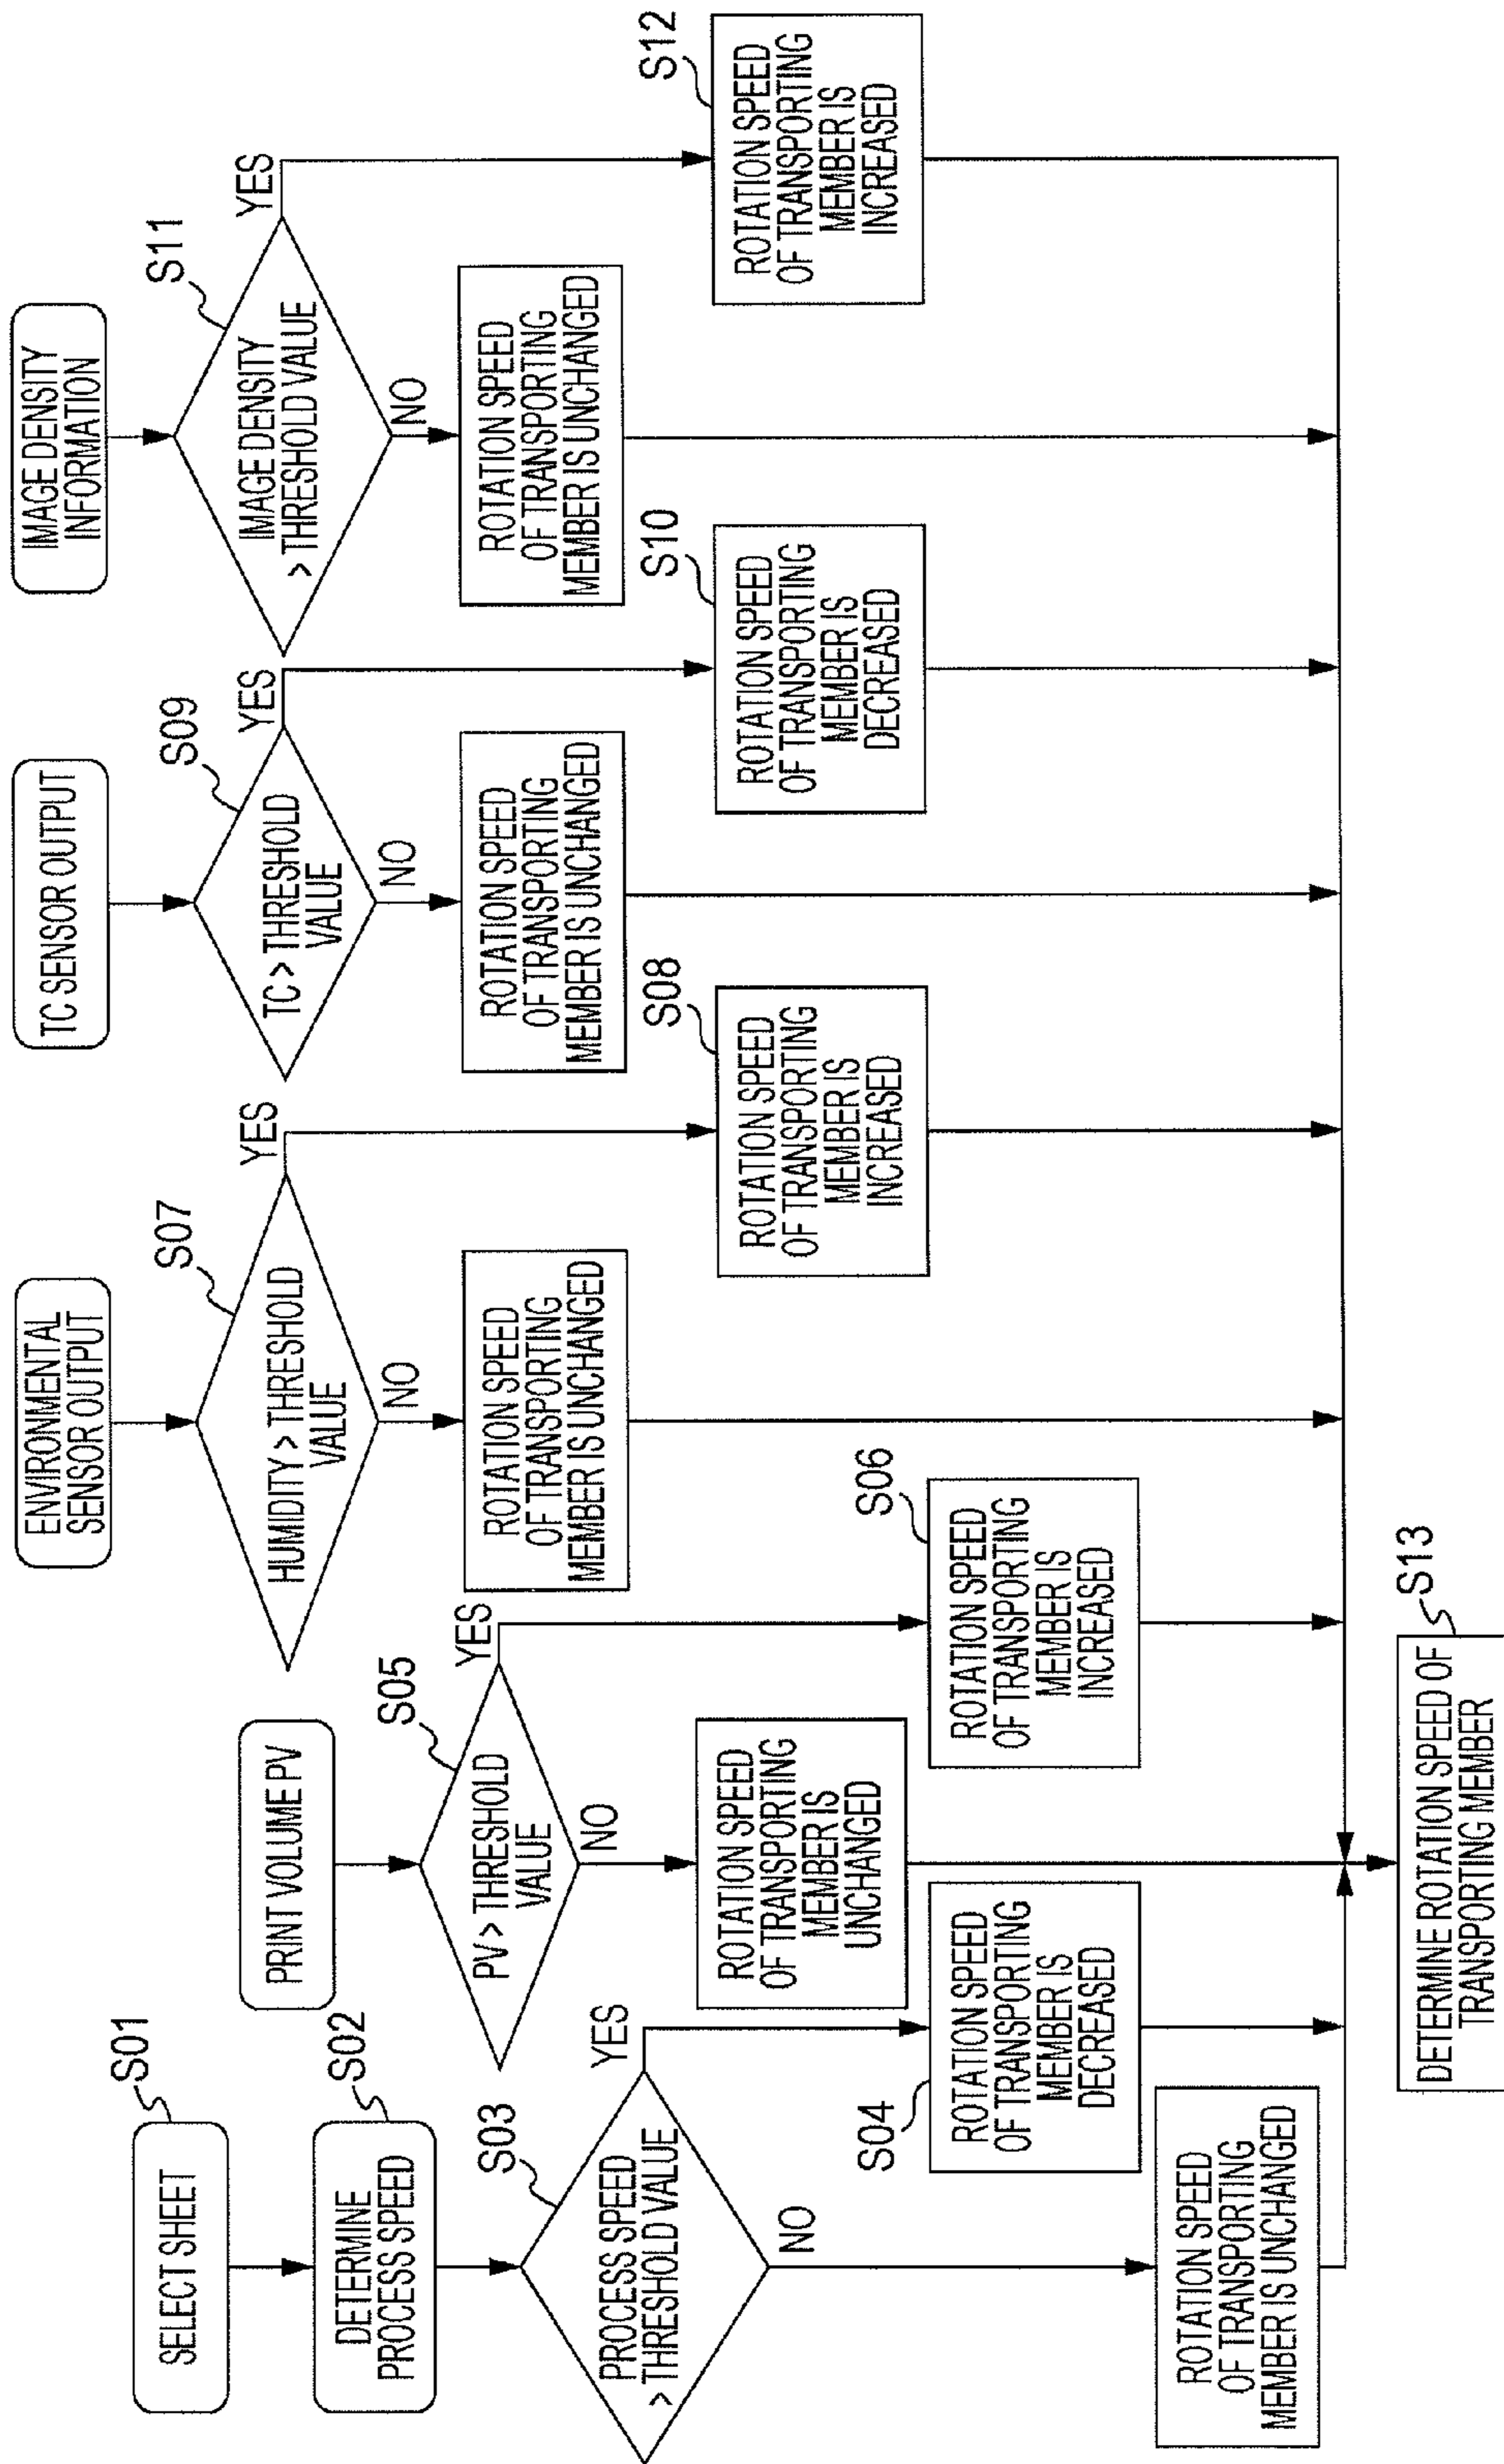 SELECT SHEET
S01
DETERMINE
PROCESS SPEED
S02
PROCESS SPEED
> THRESHOLD VALUE
S03
YES
NO
ROTATION SPEED
OF TRANSPORTING
MEMBER IS
DECREASED
S04
ROTATION SPEED
OF TRANSPORTING
MEMBER IS UNCHANGED
PRINT VOLUME PV
PV > THRESHOLD
VALUE
S05
YES
NO
ROTATION SPEED
OF TRANSPORTING
MEMBER IS
UNCHANGED
ROTATION SPEED
OF TRANSPORTING
MEMBER IS
INCREASED
S06
ENVIRONMENTAL
SENSOR OUTPUT
HUMIDITY > THRESHOLD
VALUE
S07
YES
NO
ROTATION SPEED
OF TRANSPORTING
MEMBER IS UNCHANGED
ROTATION SPEED
OF TRANSPORTING
MEMBER IS
INCREASED
S08
TC SENSOR OUTPUT
TC > THRESHOLD
VALUE
S09
YES
NO
ROTATION SPEED
OF TRANSPORTING
MEMBER IS UNCHANGED
ROTATION SPEED
OF TRANSPORTING
MEMBER IS
DECREASED
S10
IMAGE DENSITY
INFORMATION
IMAGE DENSITY
> THRESHOLD VALUE
S11
YES
NO
ROTATION SPEED
OF TRANSPORTING
MEMBER IS UNCHANGED
ROTATION SPEED
OF TRANSPORTING
MEMBER IS
INCREASED
S12
DETERMINE ROTATION SPEED OF
TRANSPORTING MEMBER
S13